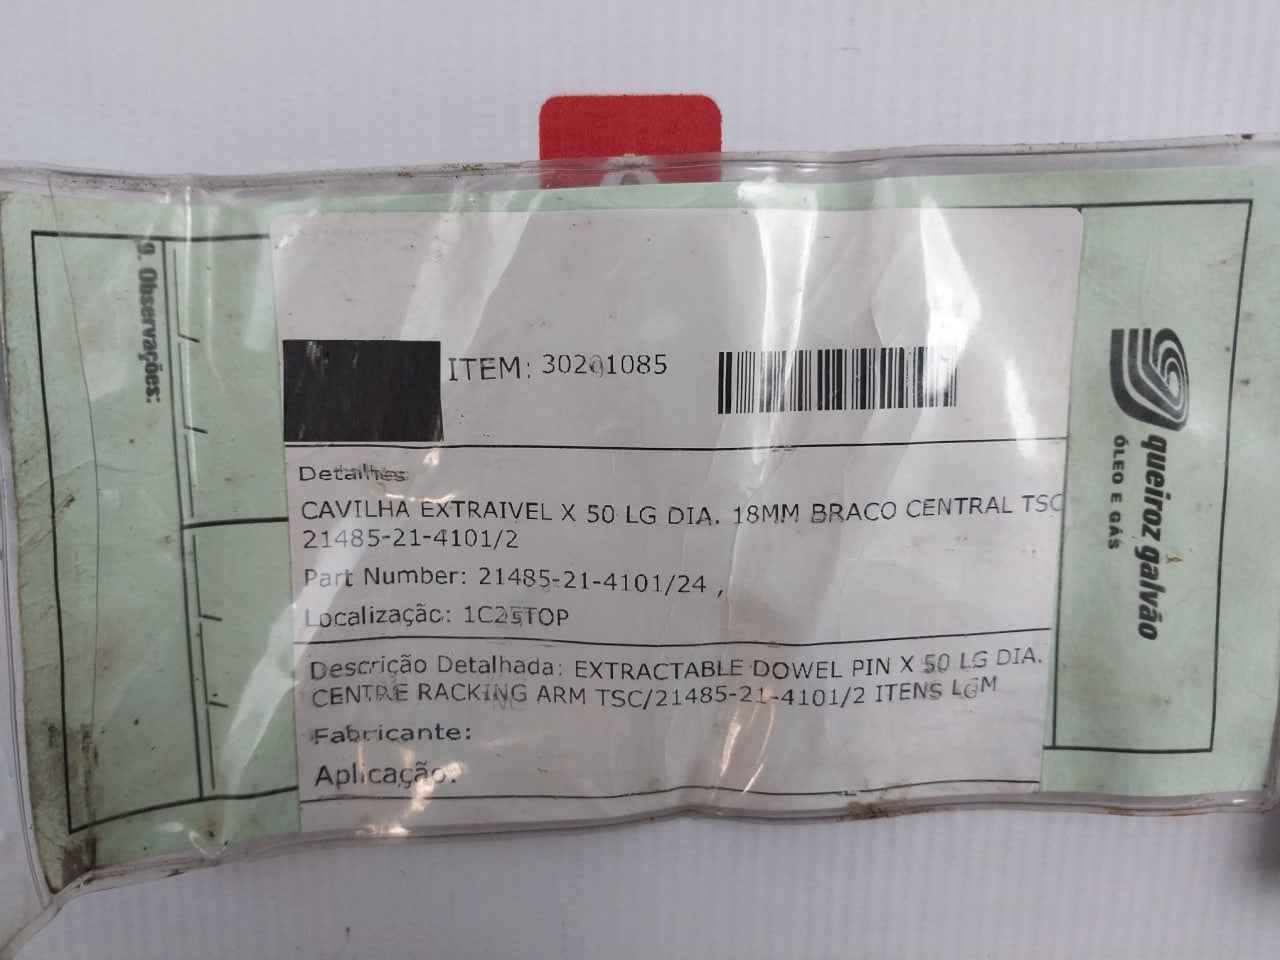 ITEM: 30201085
Detalhes
CAVILHA EXTRAIVEL X 50 LG DIA. 18MM BRACO CENTRAL TSC
21485-21-4101/2
Part Number: 21485-21-4101/24 ,
Localização: 1C25TOP
Descrição Detalhada: EXTRACTABLE DOWEL PIN X 50 LG DIA.
CENTRE RACKING ARM TSC/21485-21-4101/2 ITENS LGM
Fabricante:
Aplicação:
9. Observações:
queiroz galvão
ÓLEO E GÁS